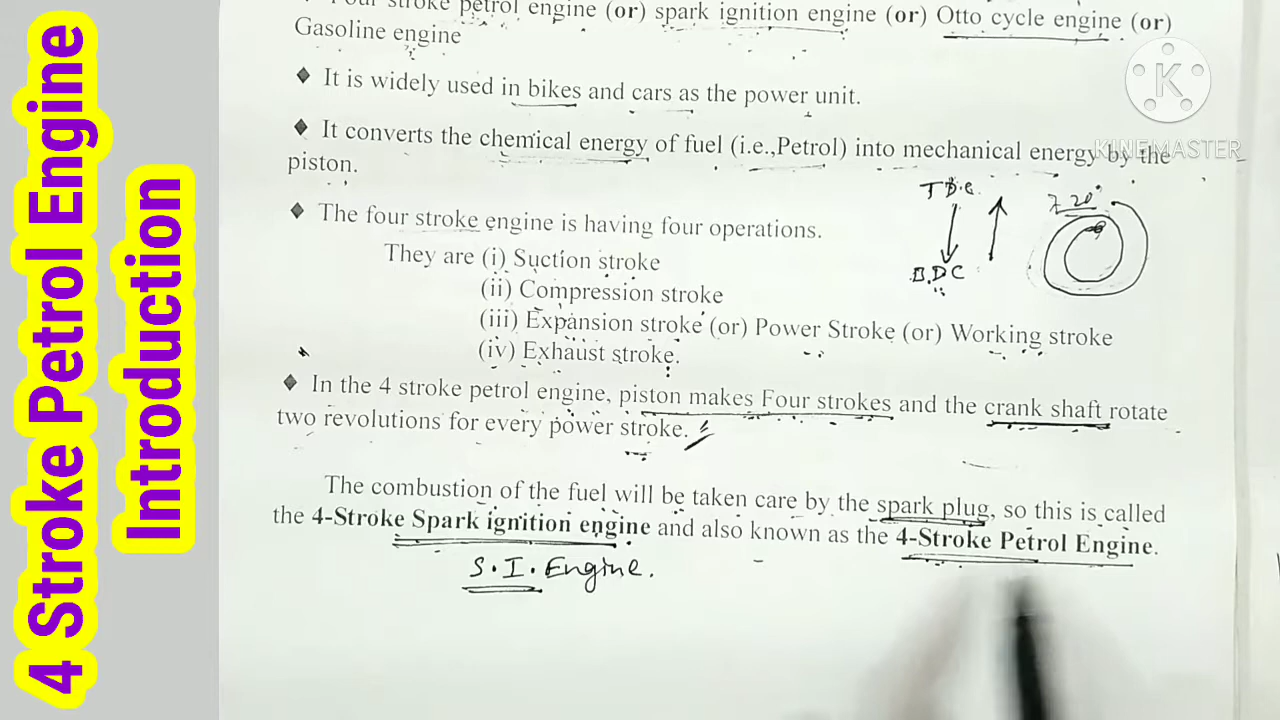 4 Stroke Petrol Engine
Introduction
Four stroke petrol engine (or) spark ignition engine (or) Otto cycle engine (or)
Gasoline engine
K
KINEMASTER
◆ It is widely used in bikes and cars as the power unit.
◆ It converts the chemical energy of fuel (i.e.,Petrol) into mechanical energy by the
piston.
◆ The four stroke engine is having four operations.
They are (i) Suction stroke
(ii) Compression stroke
(iii) Expansion stroke (or) Power Stroke (or) Working stroke
(iv) Exhaust stroke.
720°
B.DC
◆ In the 4 stroke petrol engine, piston makes Four strokes and the crank shaft rotate
two revolutions for every power stroke.
The combustion of the fuel will be taken care by the spark plug, so this is called
the 4-Stroke Spark ignition engine and also known as the 4-Stroke Petrol Engine.
S.I. Engine.